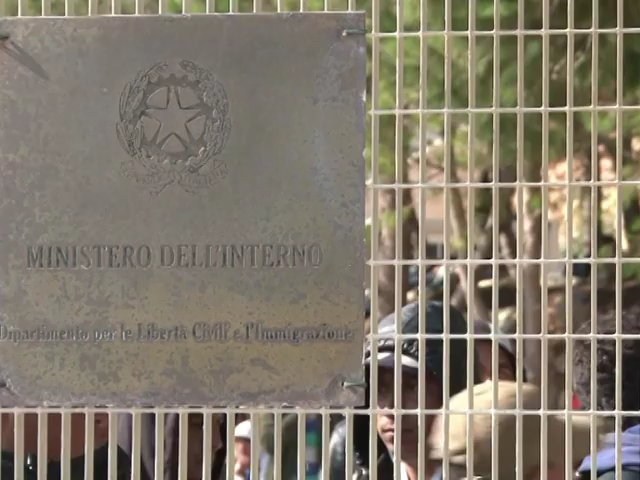 MINISTERO DELL'INTERNO
Dipartimento per le Libertà Civili e l'Immigrazione